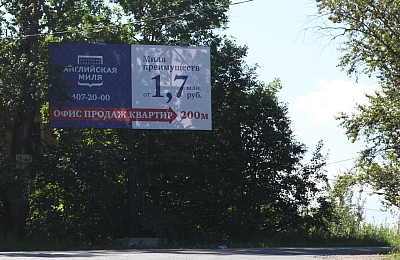 АНГЛИЙСКАЯ
МИЛЯ
407-20-00
Миля
преимуществ
от 1,7 млн.
руб.
ОФИС ПРОДАЖ КВАРТИР 200м